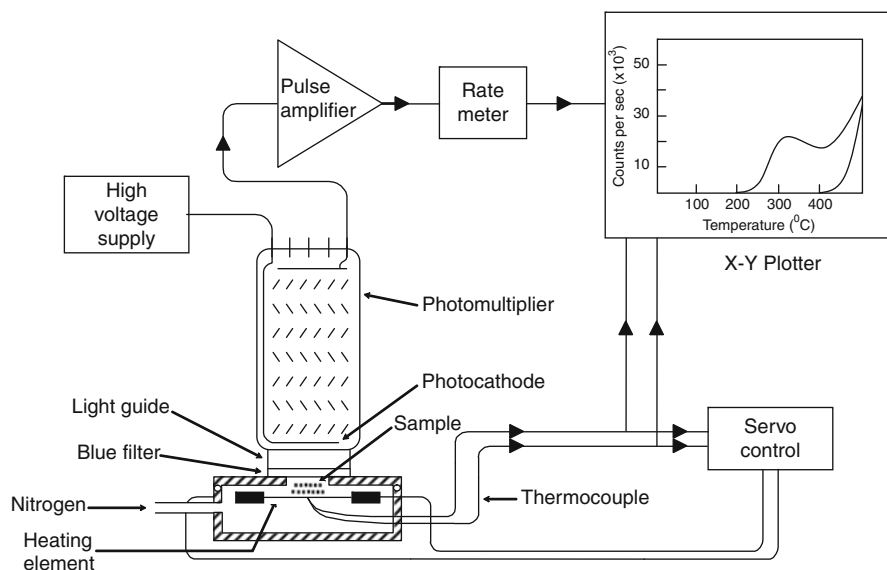 Pulse
amplifier
Rate
meter
Counts per sec (x10³)
50
30
10
100 200 300 400
Temperature (⁰C)
X-Y Plotter
High
voltage
supply
Photomultiplier
Photocathode
Light guide
Sample
Blue filter
Servo
control
Nitrogen
Thermocouple
Heating
element